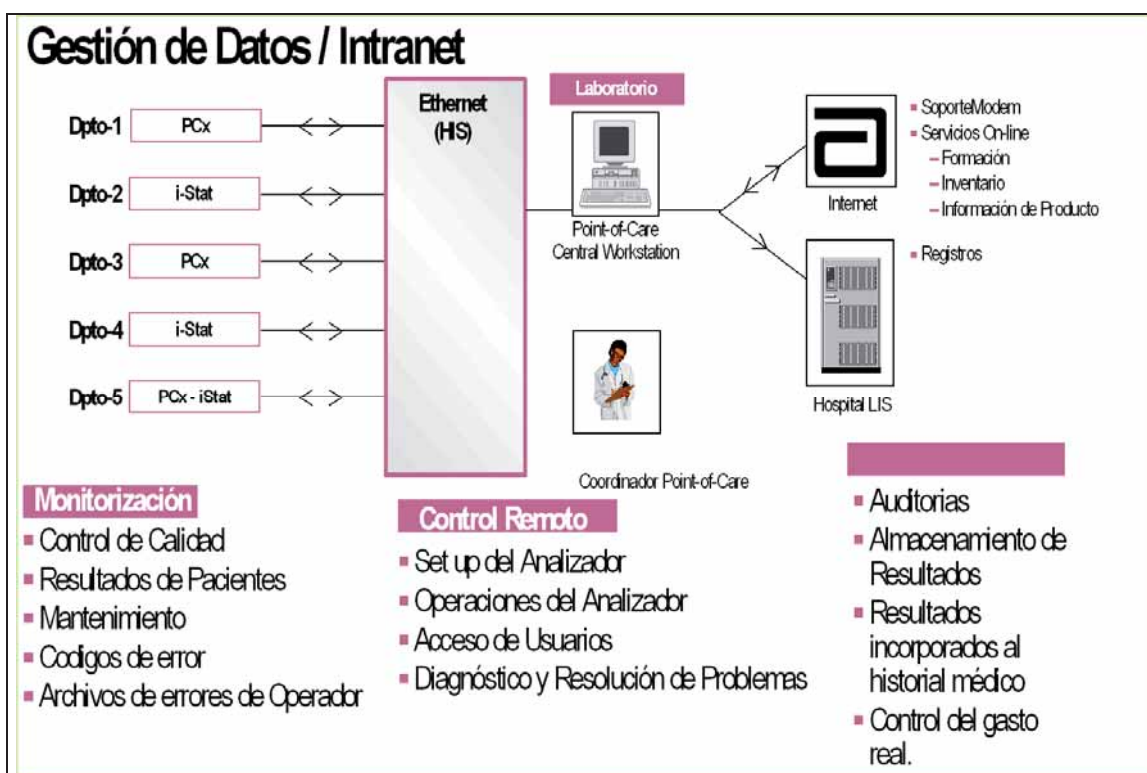 Gestión de Datos / Intranet
Dpto-1
PCx
Dpto-2
i-Stat
Dpto-3
PCx
Dpto-4
i-Stat
Dpto-5
PCx - iStat
Ethernet
(HIS)
Laboratorio
Point-of-Care
Central Workstation
Coordinador Point-of-Care
Internet
SoporteModem
Servicios On-line
– Formación
– Inventario
– Información de Producto
Hospital LIS
Registros
Monitorización
Control de Calidad
Resultados de Pacientes
Mantenimiento
Codigos de error
Archivos de errores de Operador
Control Remoto
Set up del Analizador
Operaciones del Analizador
Acceso de Usuarios
Diagnóstico y Resolución de Problemas
Auditorias
Almacenamiento de
Resultados
Resultados
incorporados al
historial médico
Control del gasto
real.